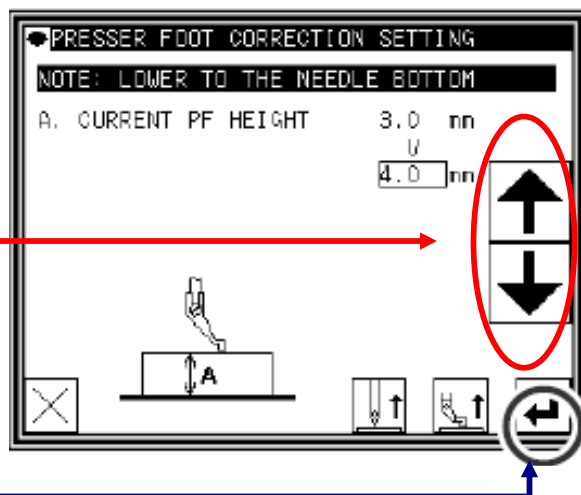 PRESSER FOOT CORRECTION SETTING
NOTE: LOWER TO THE NEEDLE BOTTOM
A. CURRENT PF HEIGHT 3.0 mm
4.0 mm
A